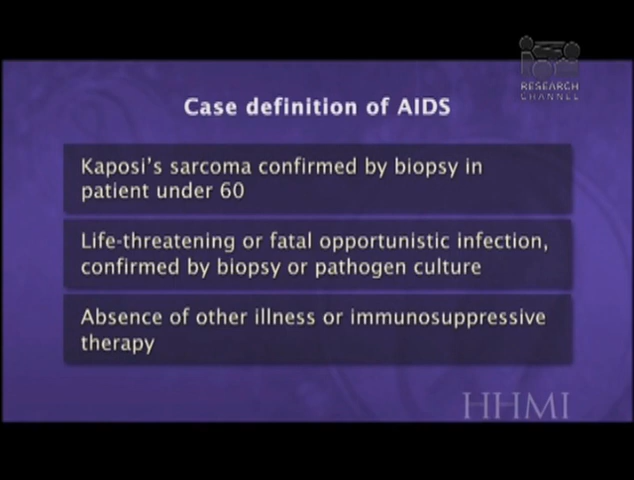 RESEARCH
CHANNEL
Case definition of AIDS
Kaposi's sarcoma confirmed by biopsy in
patient under 60
Life-threatening or fatal opportunistic infection,
confirmed by biopsy or pathogen culture
Absence of other illness or immunosuppressive
therapy
HHMI